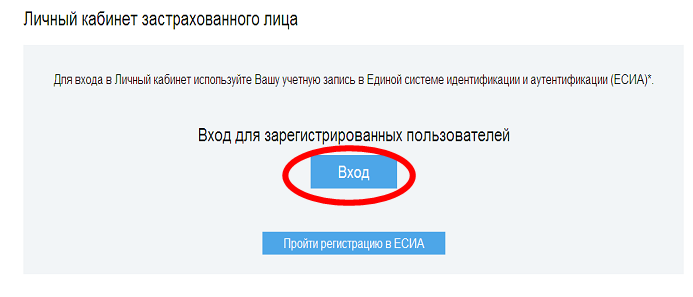 Личный кабинет застрахованного лица
Для входа в Личный кабинет используйте Вашу учетную запись в Единой системе идентификации и аутентификации (ЕСИА)*.
Вход для зарегистрированных пользователей
Вход
Пройти регистрацию в ЕСИА